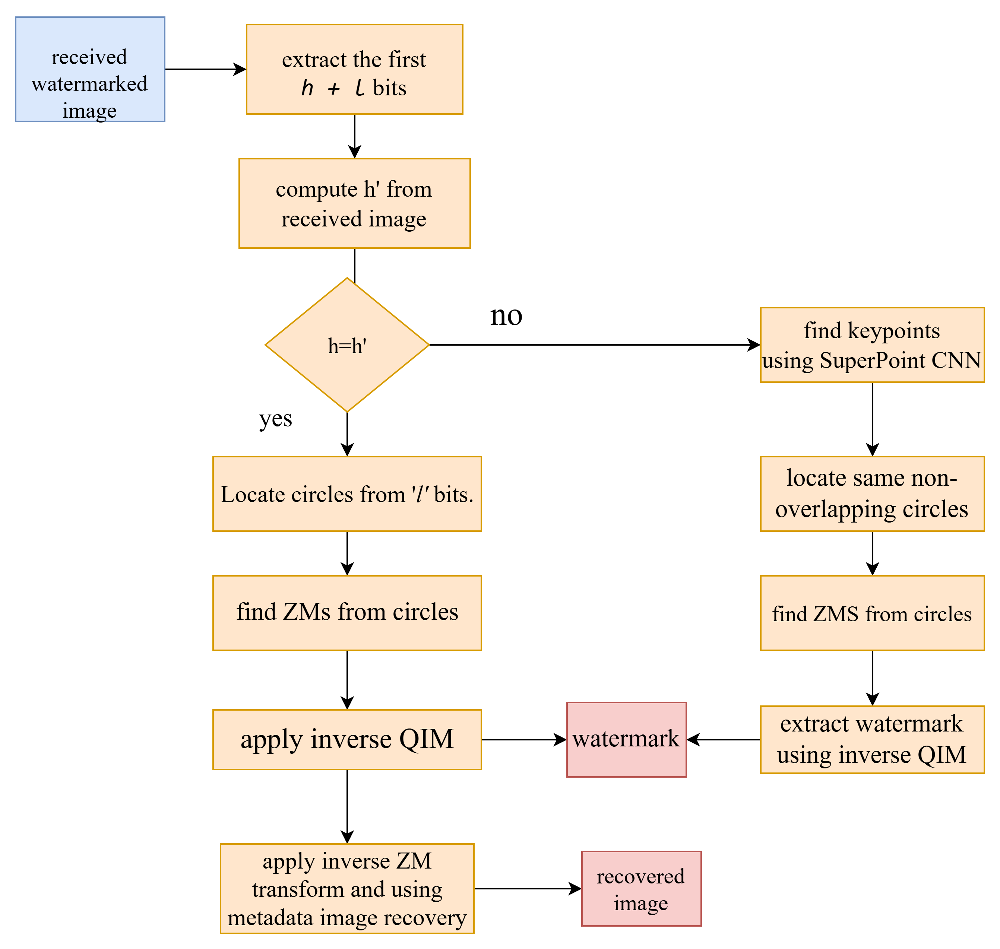 received
watermarked
image
extract the first
h + l bits
compute h' from
received image
h=h'
no
yes
find keypoints
using SuperPoint CNN
Locate circles from 'l' bits.
locate same non-
overlapping circles
find ZMs from circles
find ZMS from circles
apply inverse QIM
watermark
extract watermark
using inverse QIM
apply inverse ZM
transform and using
metadata image recovery
recovered
image